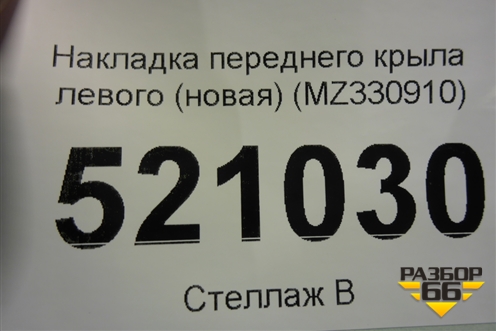 Накладка переднего крыла
левого (новая) (MZ330910)
521030
Стеллаж В
РАЗБОР
66